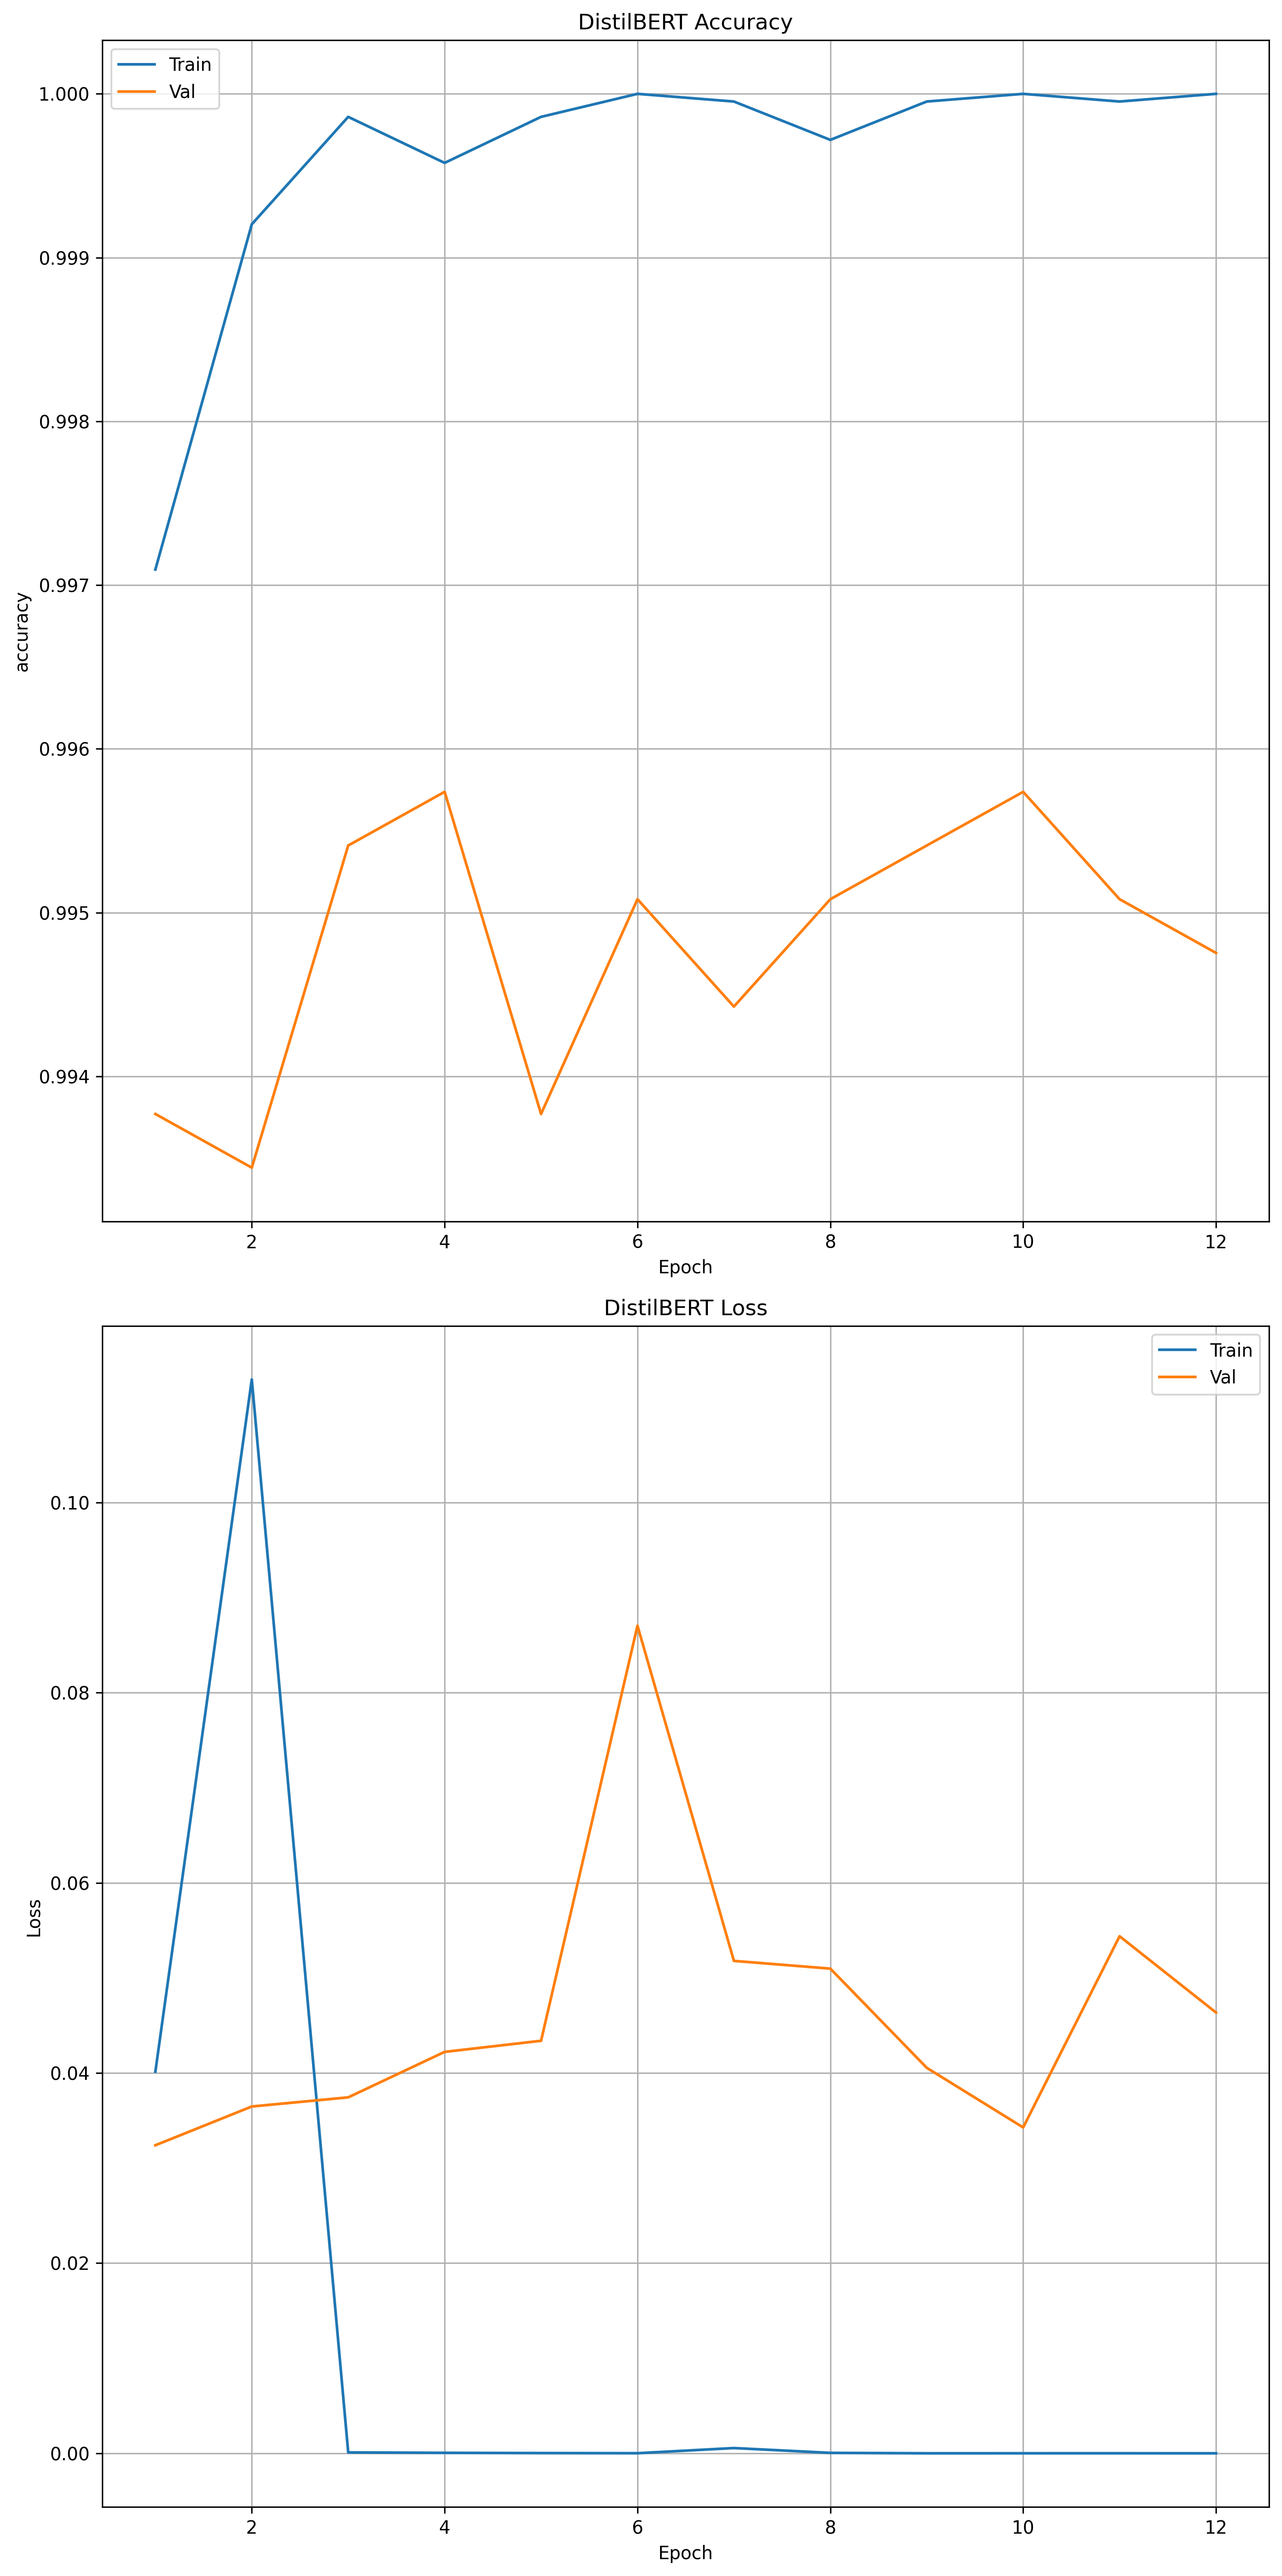 DistilBERT Accuracy
Train
Val
1.000
0.999
0.998
0.997
0.996
0.995
0.994
accuracy
2 4 6 8 10 12
Epoch
DistilBERT Loss
Train
Val
0.10
0.08
0.06
0.04
0.02
0.00
Loss
2 4 6 8 10 12
Epoch